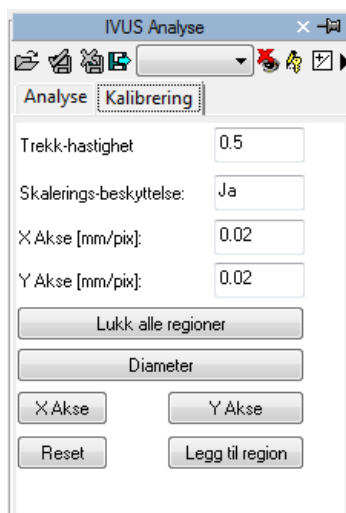 IVUS Analyse
Analyse Kalibrering
Trekk-hastighet 0.5
Skalerings-beskyttelse: Ja
X Akse [mm/pix]: 0.02
Y Akse [mm/pix]: 0.02
Lukk alle regioner
Diameter
X Akse Y Akse
Reset Legg til region